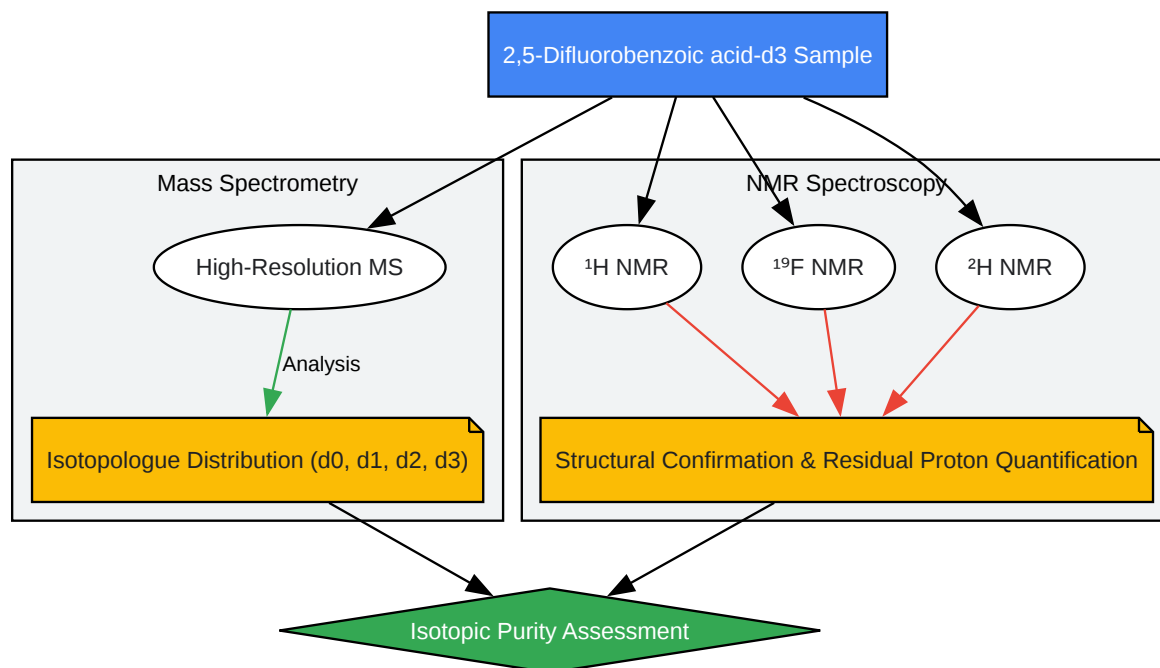 2,5-Difluorobenzoic acid-d3 Sample
Mass Spectrometry
NMR Spectroscopy
High-Resolution MS
¹H NMR
¹⁹F NMR
²H NMR
Analysis
Isotopologue Distribution (d0, d1, d2, d3)
Structural Confirmation & Residual Proton Quantification
Isotopic Purity Assessment